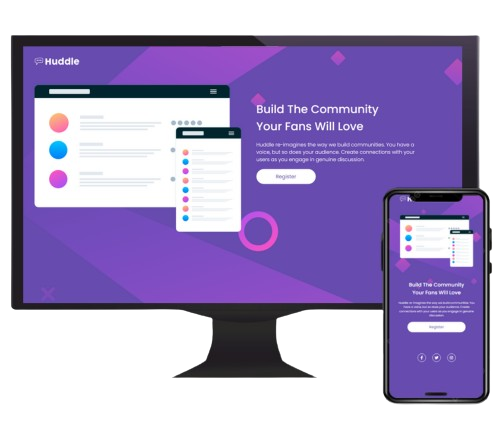 Huddle
Build The Community
Your Fans Will Love
Huddle re-imagines the way we build communities. You have a
voice, but so does your audience. Create connections with your
users as you engage in genuine discussion.
Register
Build The Community
Your Fans Will Love
Huddle re-imagines the way we build communities. You
have a voice, but so does your audience. Create
connections with your users as you engage in genuine
discussion.
Register